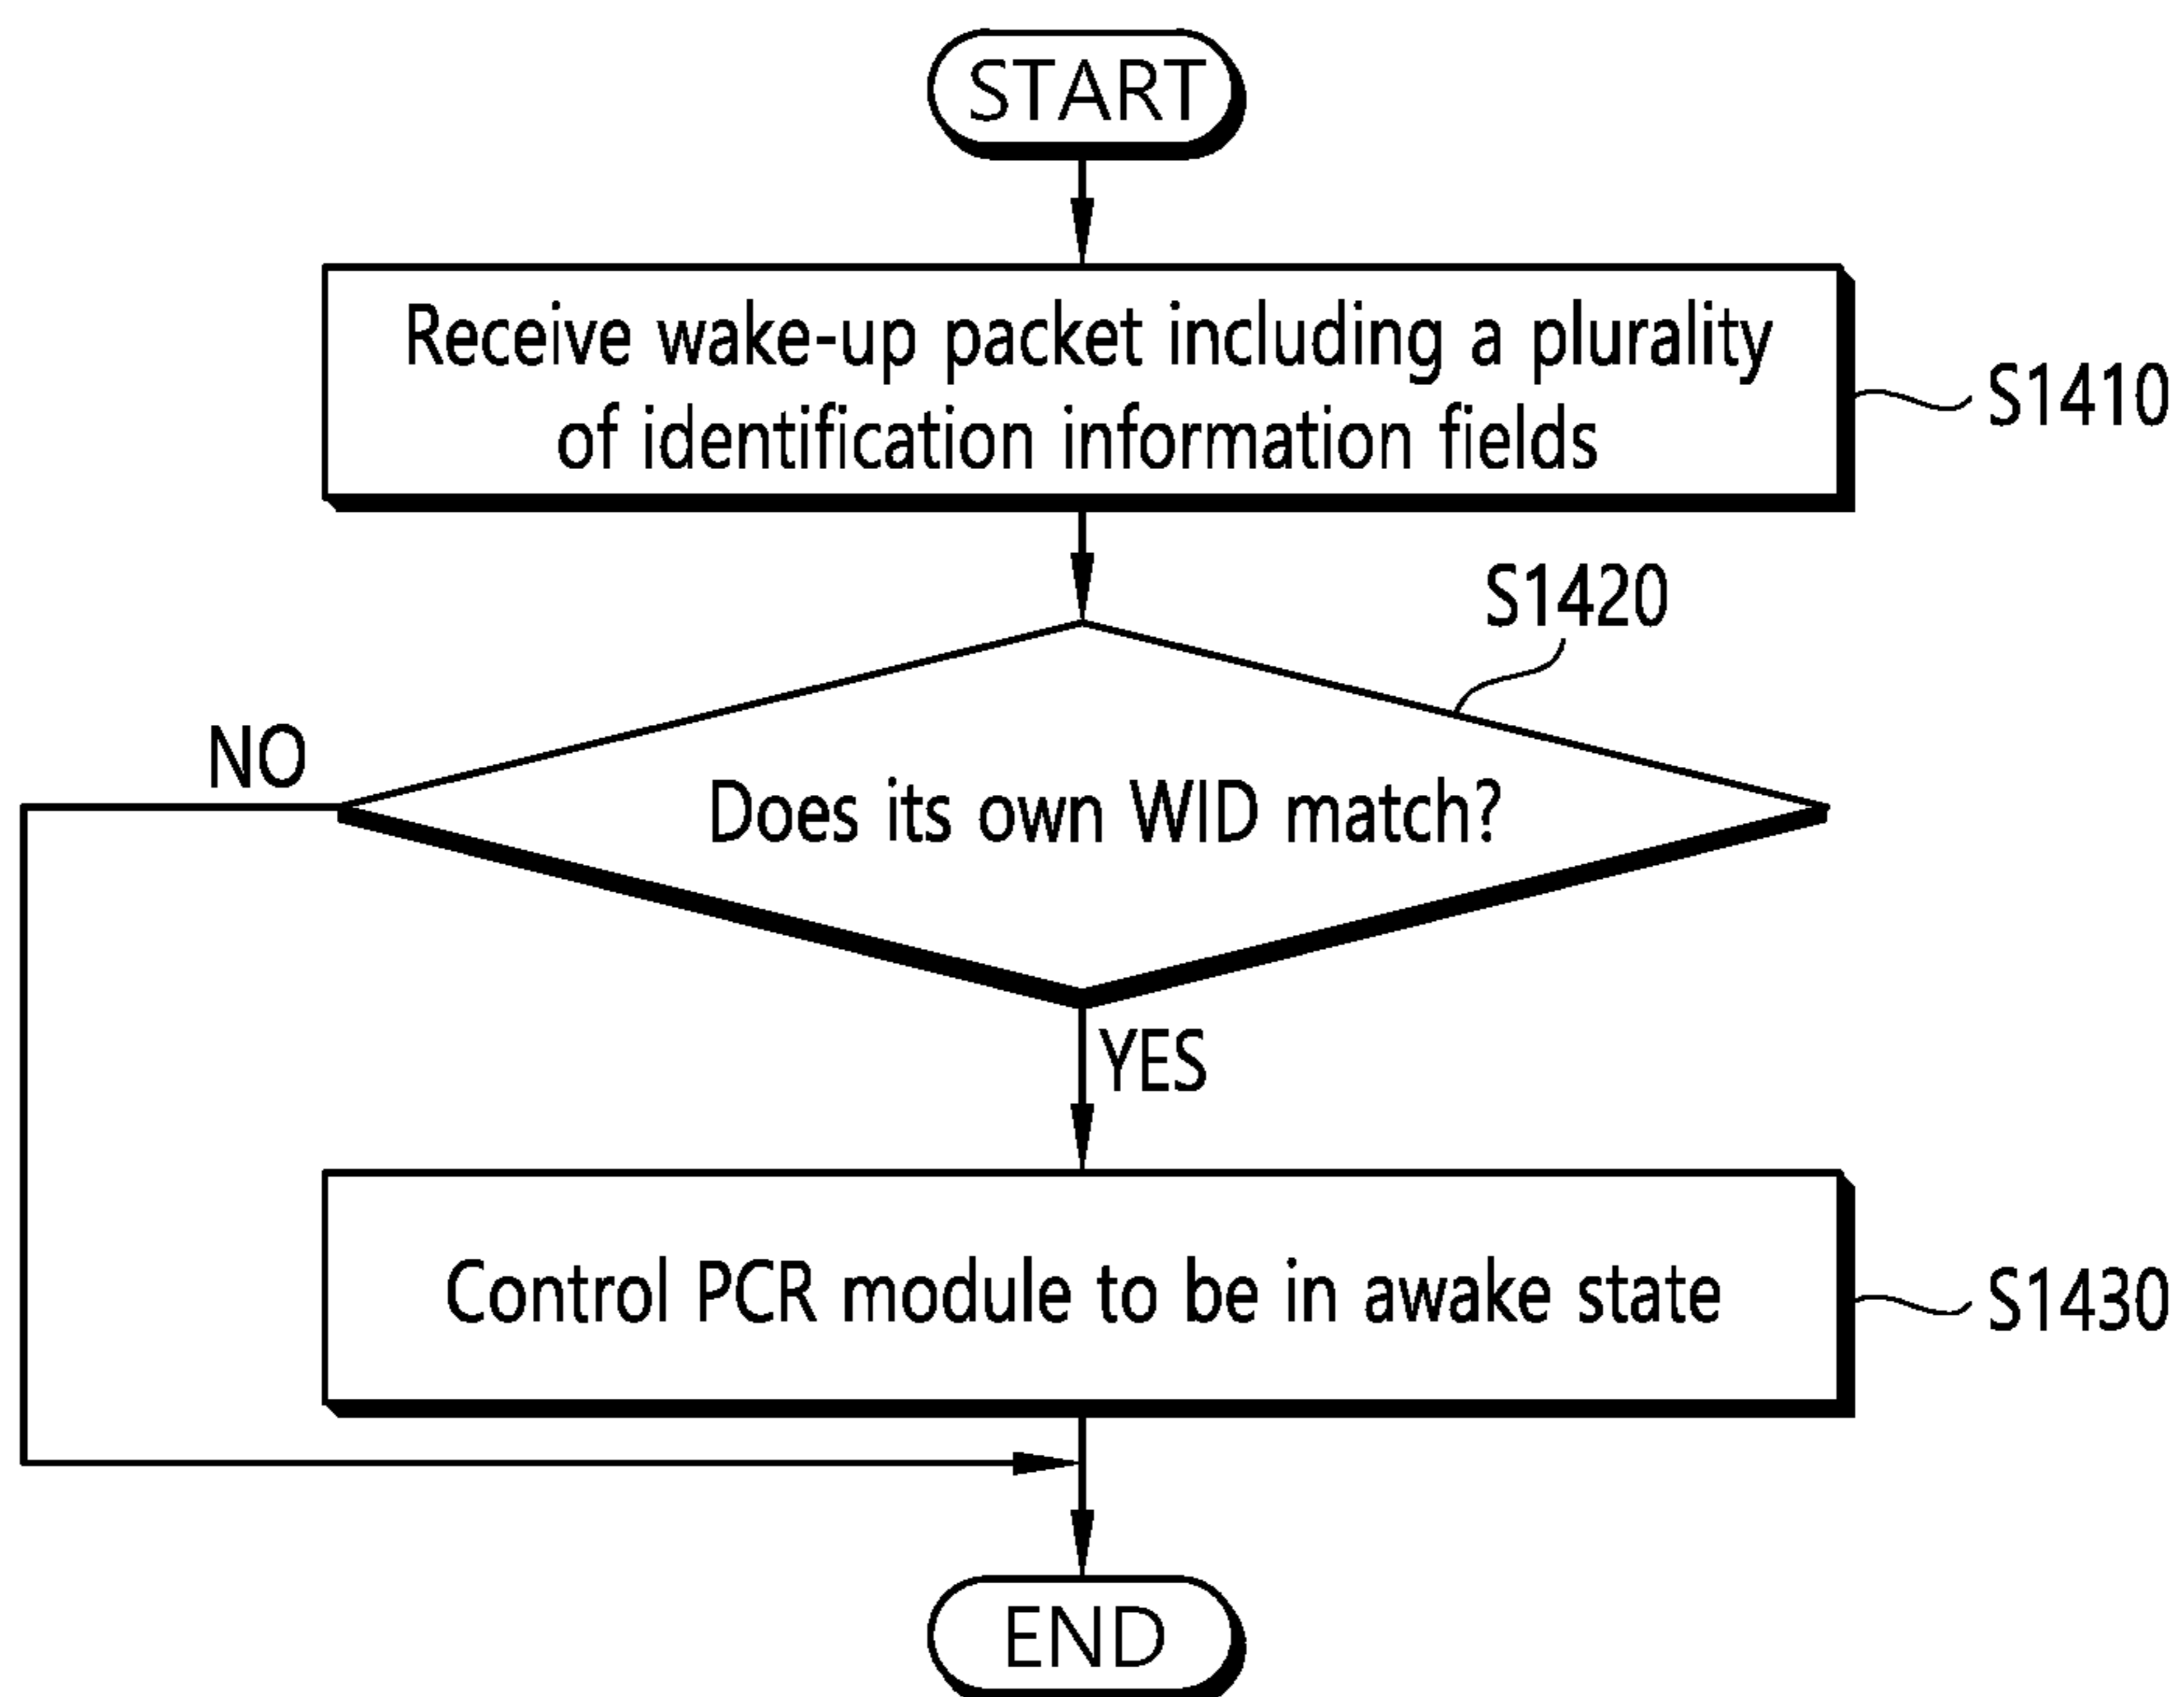 START
Receive wake-up packet including a plurality
of identification information fields
S1410
S1420
NO
Does its own WID match?
YES
Control PCR module to be in awake state
S1430
END